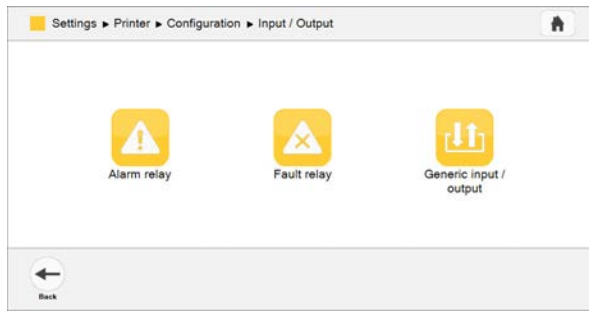 Settings ► Printer ► Configuration ► Input / Output
Alarm relay
Fault relay
Generic input /
output
Back